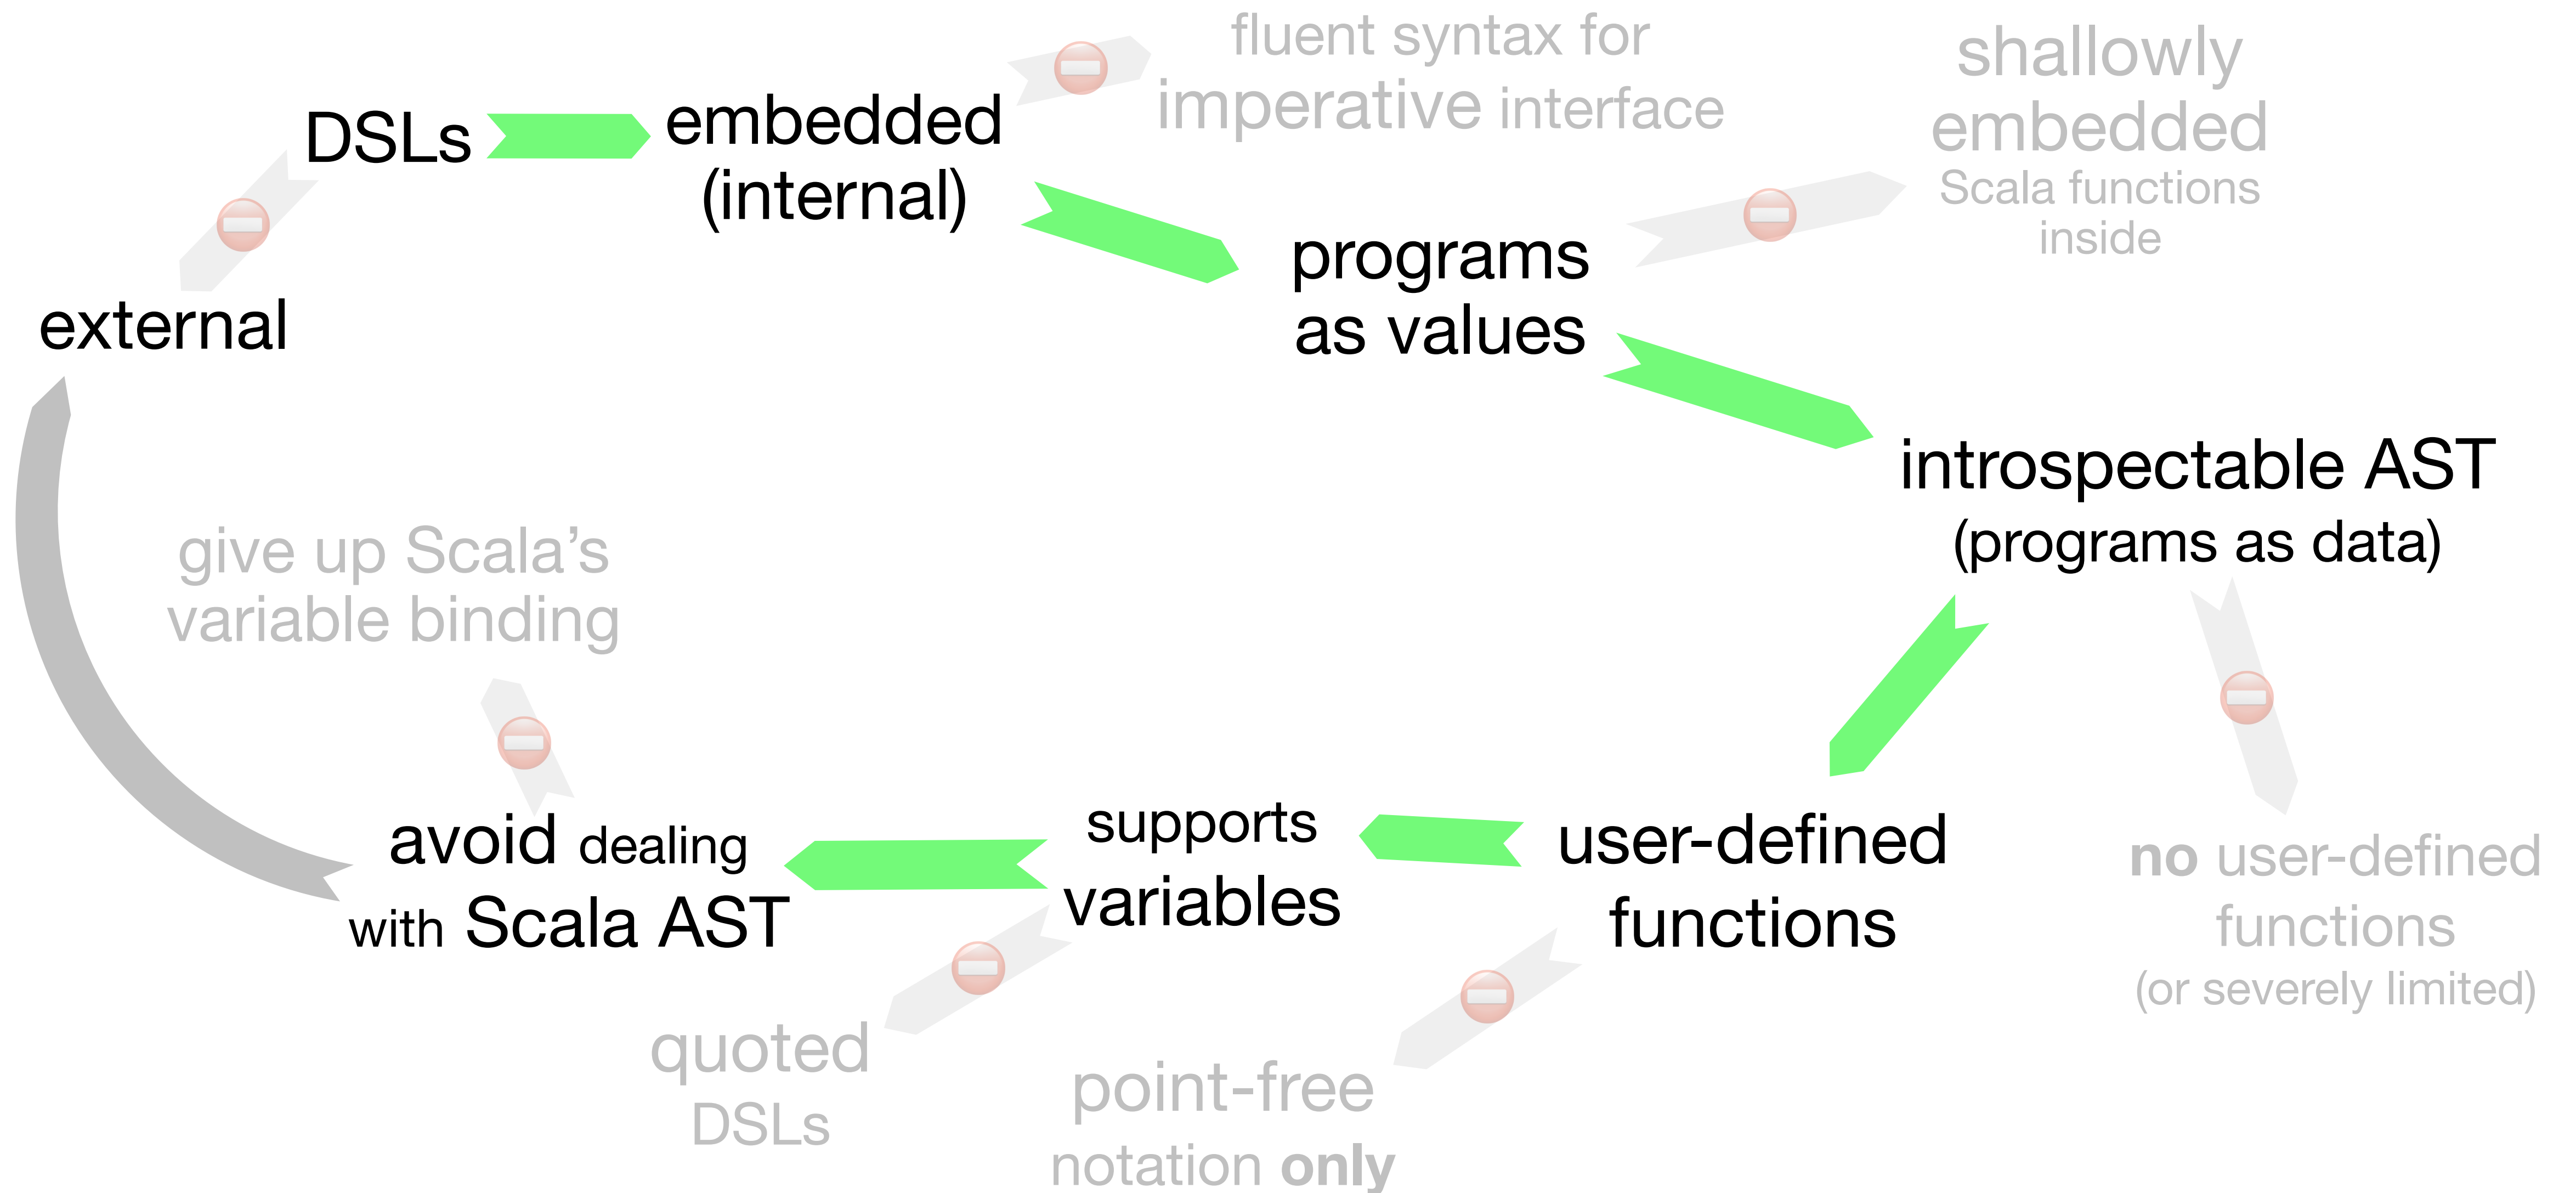 DSLs
embedded
(internal)
fluent syntax for
imperative interface
shallowly
embedded
Scala functions
inside
programs
as values
external
introspectable AST
(programs as data)
give up Scala’s
variable binding
avoid dealing
with Scala AST
supports
variables
user-defined
functions
no user-defined
functions
(or severely limited)
quoted
DSLs
point-free
notation only